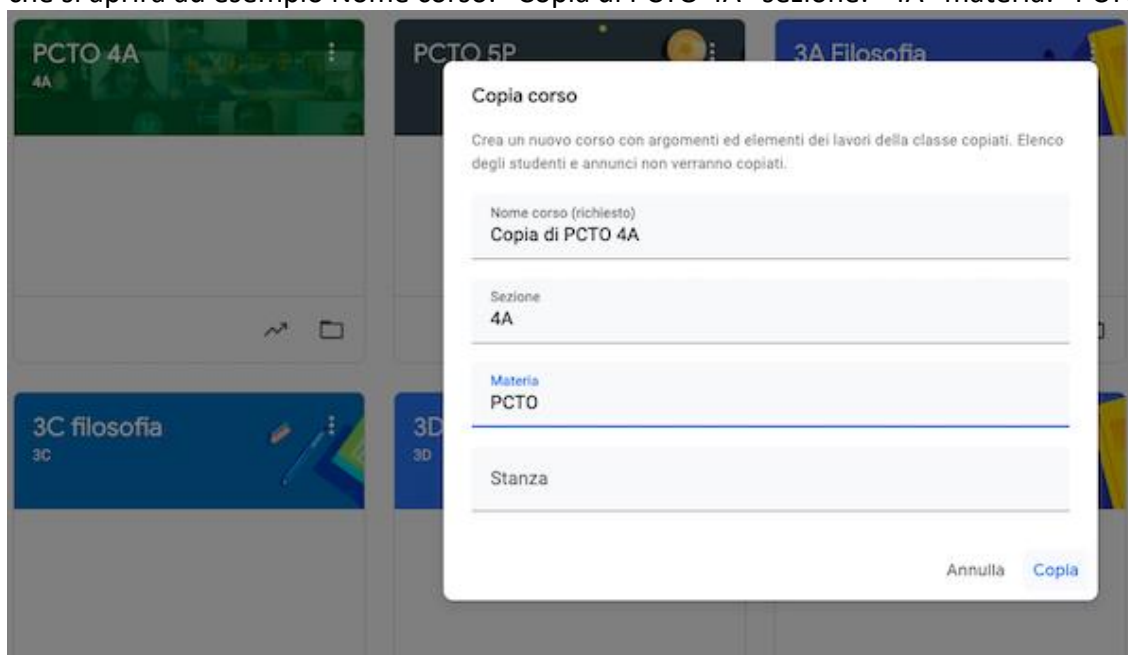 che si aprirà ad esempio Nome corso: "Copia di PCTO 4A" sezione: "4A" materia: "PCT
PCTO 4A
4A
PCTO 5P
3A Filosofia
Copia corso
Crea un nuovo corso con argomenti ed elementi dei lavori della classe copiati. Elenco
degli studenti e annunci non verranno copiati.
Nome corso (richiesto)
Copia di PCTO 4A
Sezione
4A
Materia
PCTO
Stanza
Annulla
Copia
3C filosofia
3C
3D
3D